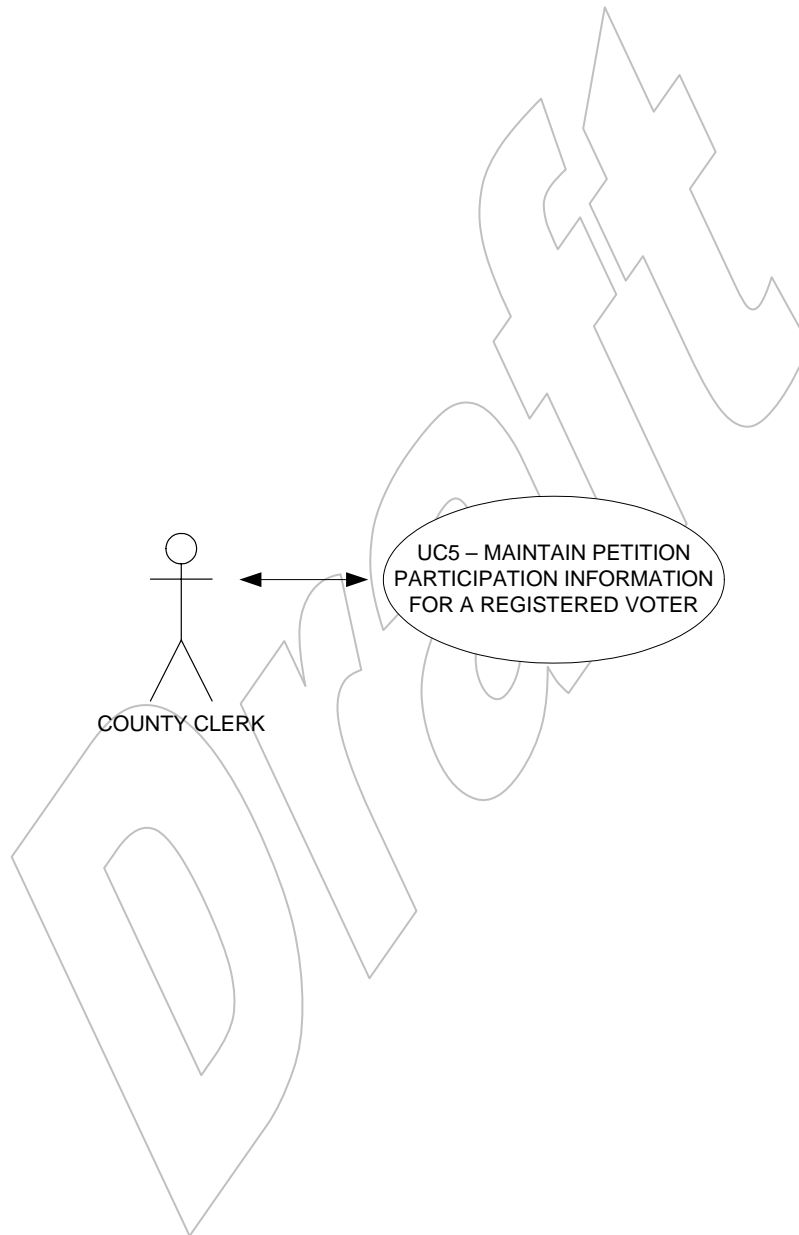 UC5 – MAINTAIN PETITION
PARTICIPATION INFORMATION
FOR A REGISTERED VOTER
COUNTY CLERK
Draft